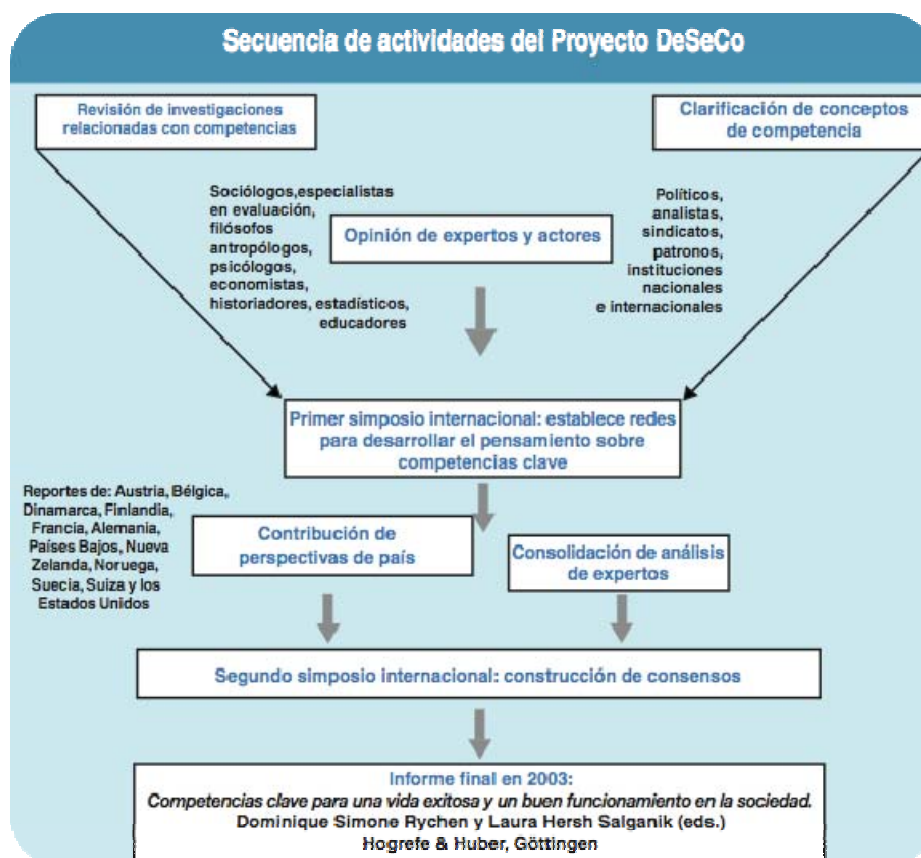 Secuencia de actividades del Proyecto DeSeCo
Revisión de investigaciones
relacionadas con competencias
Clarificación de conceptos
de competencia
Sociólogos,especialistas
en evaluación,
filósofos
antropólogos,
psicólogos,
economistas,
historiadores, estadísticos,
educadores
Opinión de expertos y actores
Políticos,
analistas,
sindicatos,
patronos,
instituciones
nacionales
e internacionales
Primer simposio internacional: establece redes
para desarrollar el pensamiento sobre
competencias clave
Reportes de: Austria, Bélgica,
Dinamarca, Finlandia,
Francia, Alemania,
Países Bajos, Nueva
Zelanda, Noruega,
Suecia, Suiza y los
Estados Unidos
Contribución de
perspectivas de país
Consolidación de análisis
de expertos
Segundo simposio internacional: construcción de consensos
Informe final en 2003:
Competencias clave para una vida exitosa y un buen funcionamiento en la sociedad.
Dominique Simone Rychen y Laura Hersh Salganik (eds.)
Hogrefe & Huber, Göttingen